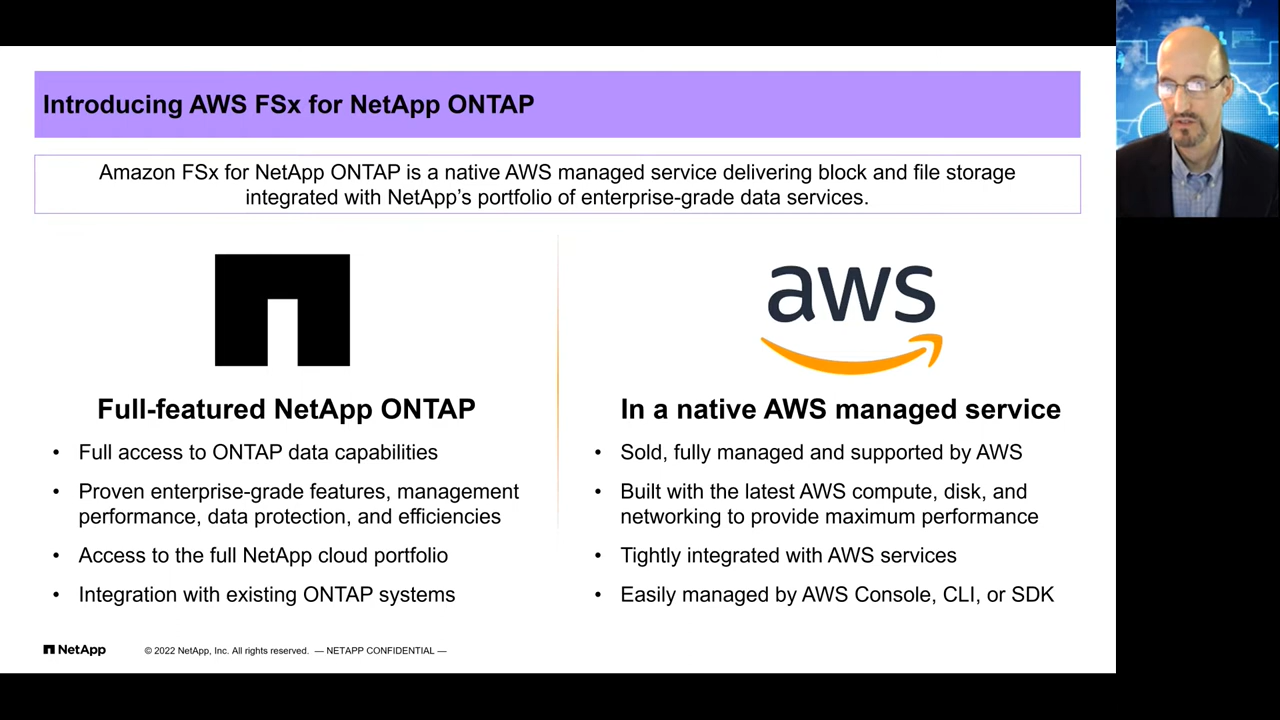 Introducing AWS FSx for NetApp ONTAP
Amazon FSx for NetApp ONTAP is a native AWS managed service delivering block and file storage
integrated with NetApp’s portfolio of enterprise-grade data services.
Full-featured NetApp ONTAP
• Full access to ONTAP data capabilities
• Proven enterprise-grade features, management
performance, data protection, and efficiencies
• Access to the full NetApp cloud portfolio
• Integration with existing ONTAP systems
aws
In a native AWS managed service
• Sold, fully managed and supported by AWS
• Built with the latest AWS compute, disk, and
networking to provide maximum performance
• Tightly integrated with AWS services
• Easily managed by AWS Console, CLI, or SDK
NetApp
© 2022 NetApp, Inc. All rights reserved. — NETAPP CONFIDENTIAL —